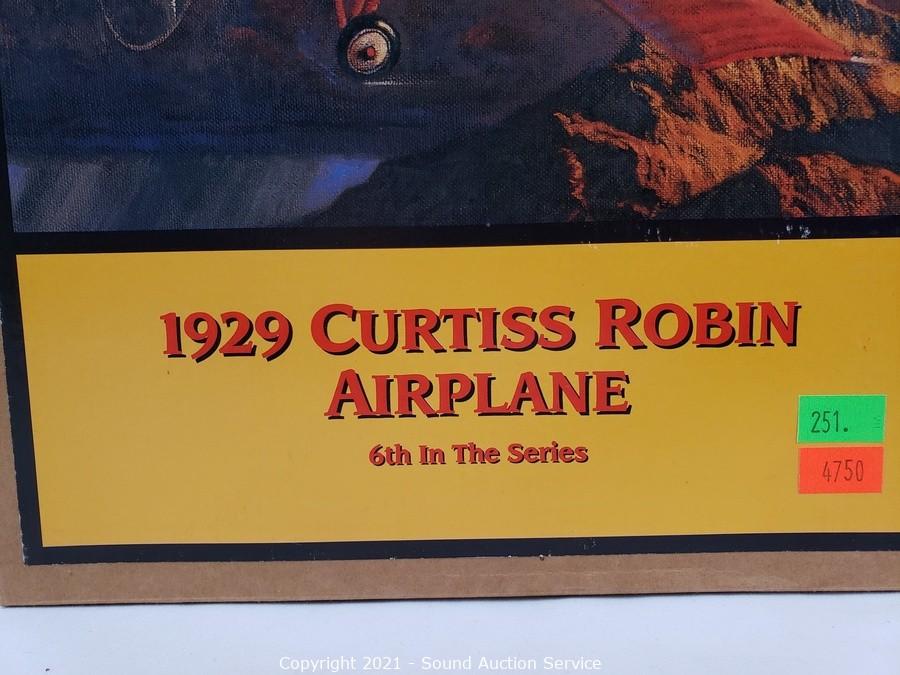 1929 CURTISS ROBIN
AIRPLANE
6th In The Series
251.
4750
Copyright 2021 - Sound Auction Service